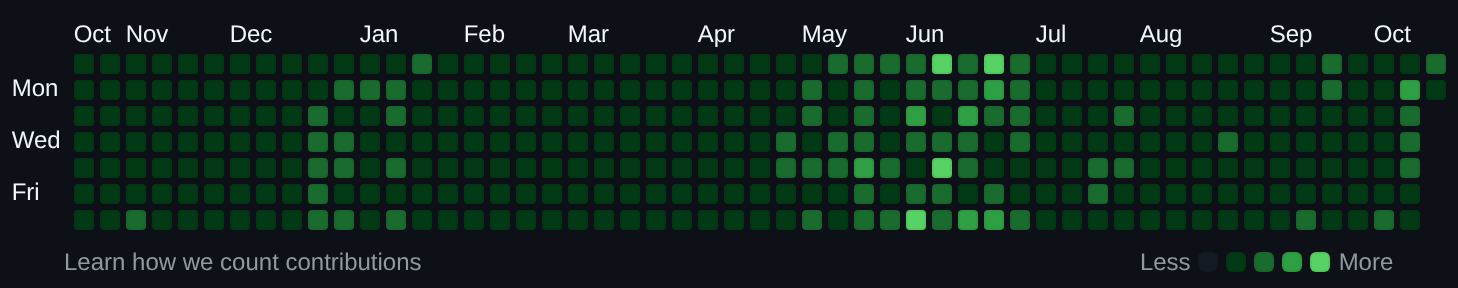 Oct Nov Dec Jan Feb Mar Apr May Jun Jul Aug Sep Oct
Mon
Wed
Fri
Learn how we count contributions
Less More